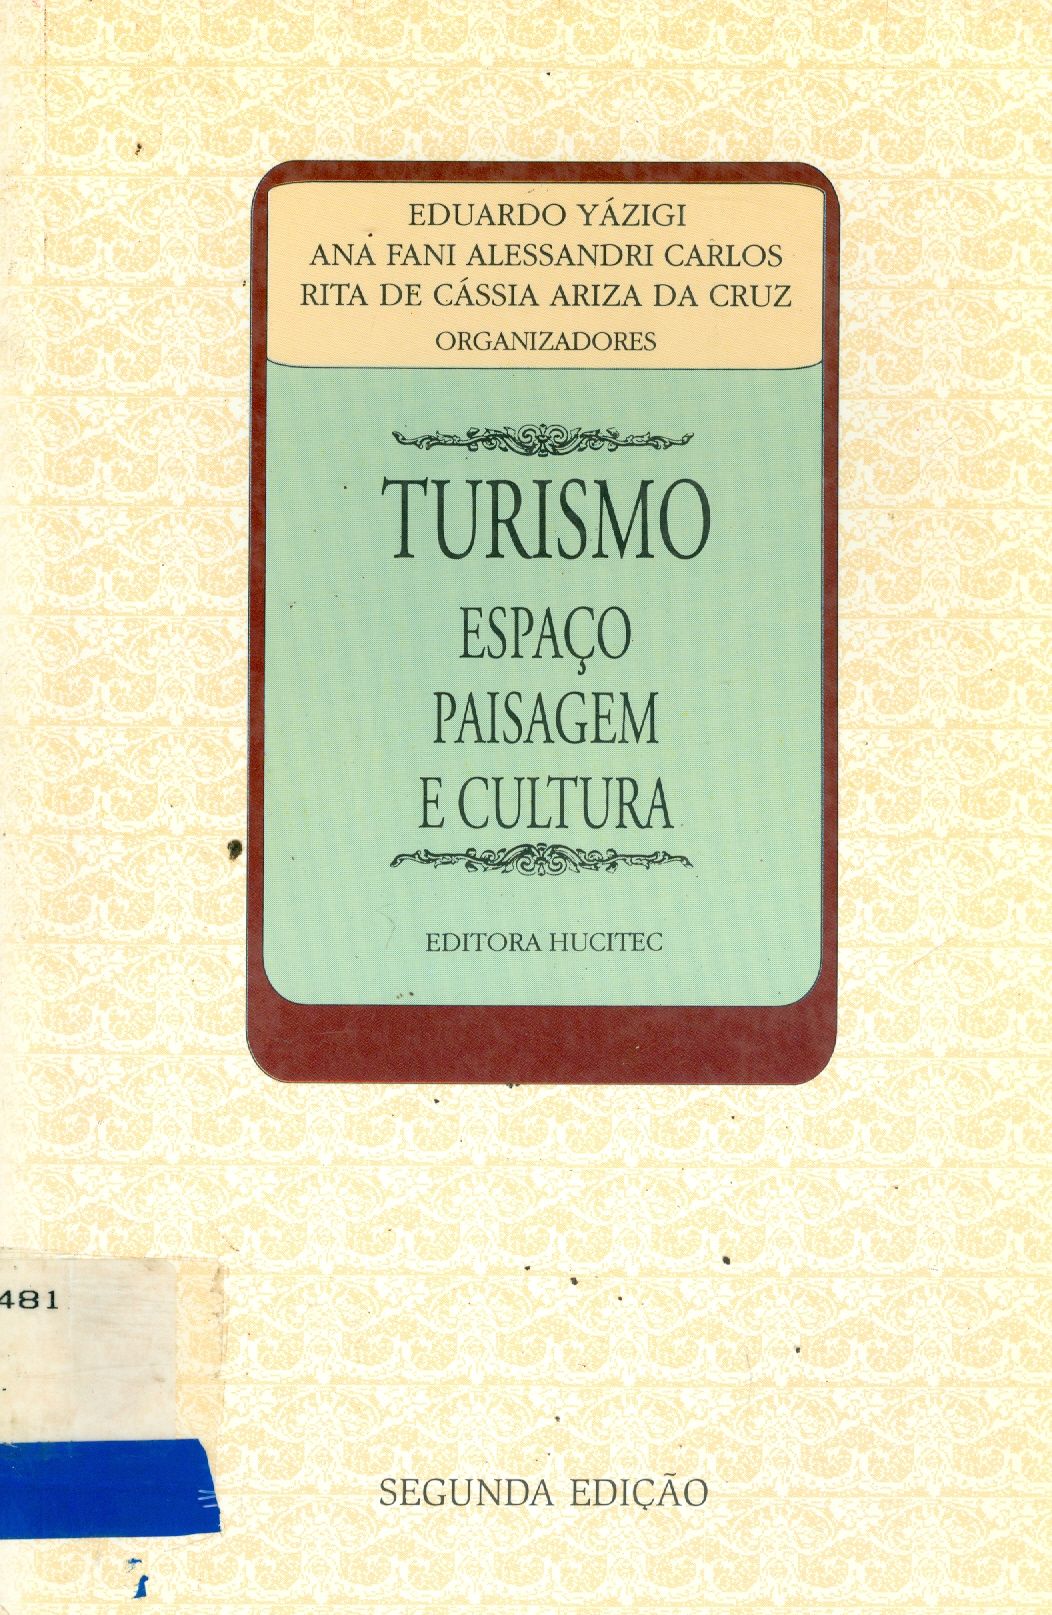 EDUARDO YÁZIGI
ANA FANI ALESSANDRI CARLOS
RITA DE CÁSSIA ARIZA DA CRUZ
ORGANIZADORES
TURISMO
ESPAÇO
PAISAGEM
E CULTURA
EDITORA HUCITEC
481
SEGUNDA EDIÇÃO